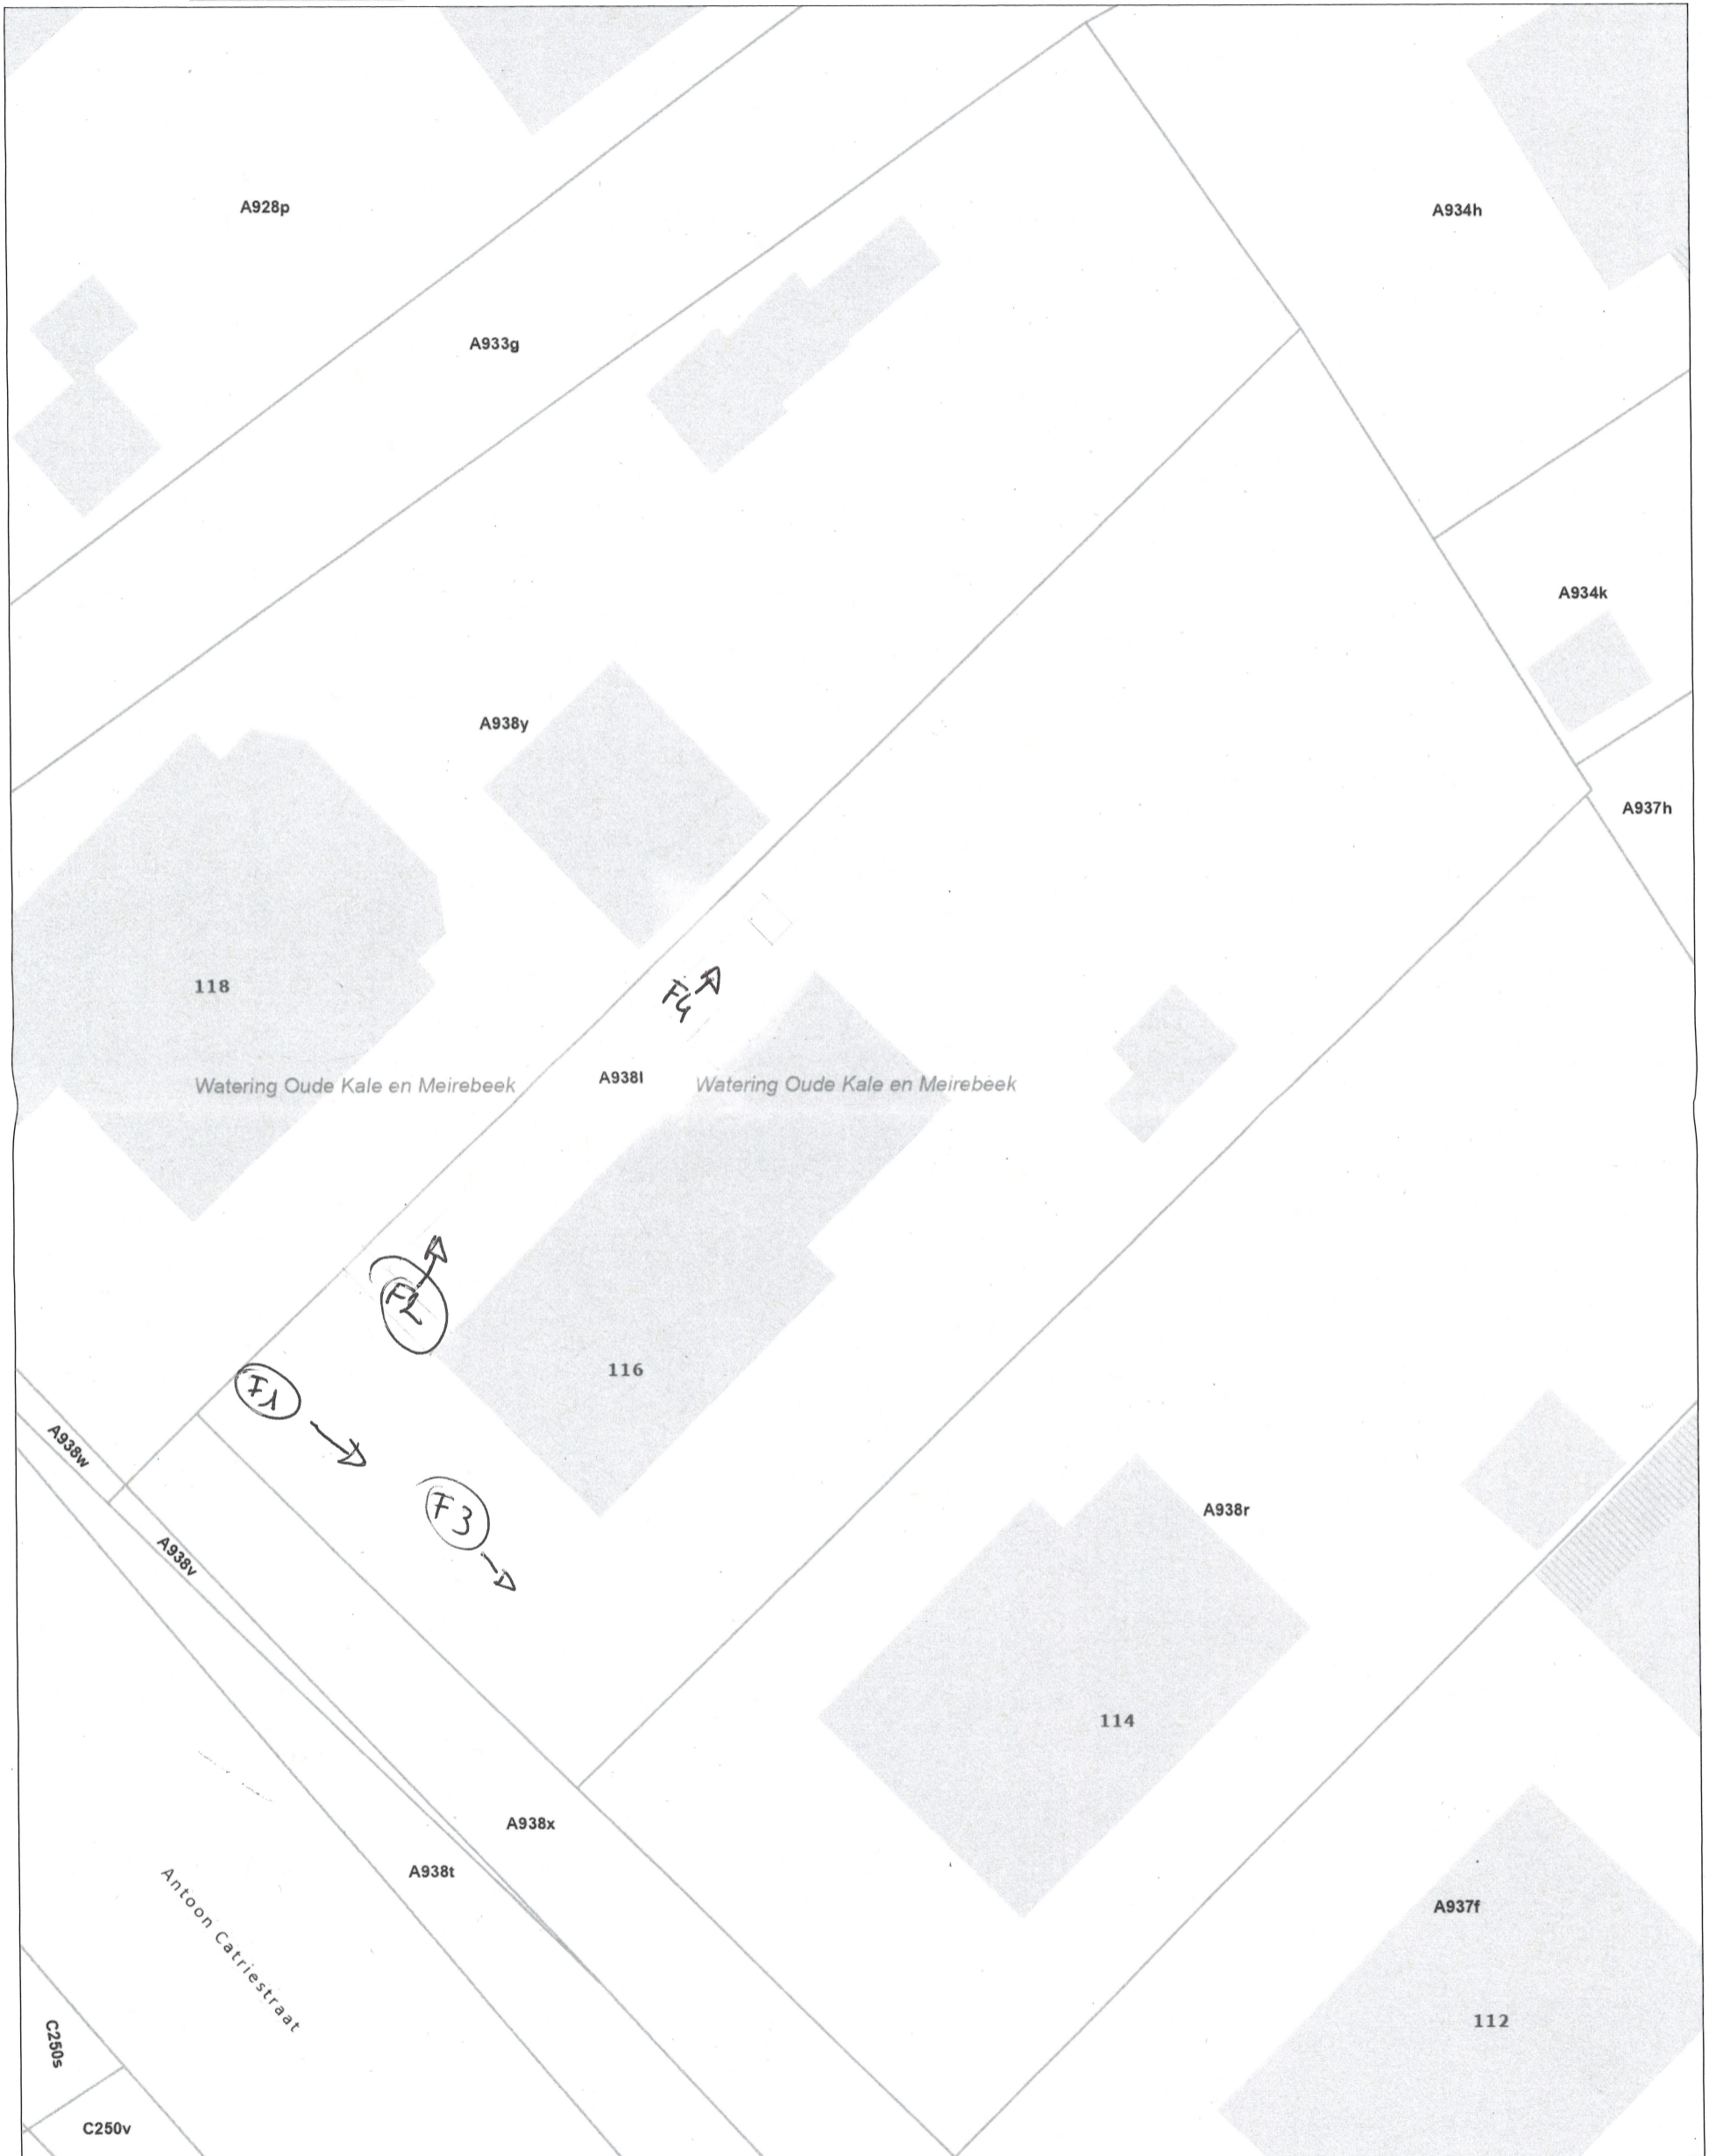 A928p
A934h
A933g
A934k
A938y
A937h
118
F4
A938l
Watering Oude Kale en Meirebeek
Watering Oude Kale en Meirebeek
F2
116
F1
A938w
F3
A938r
A938v
114
A938x
A938t
A937f
Antoon Catriestraat
112
C250s
C250v